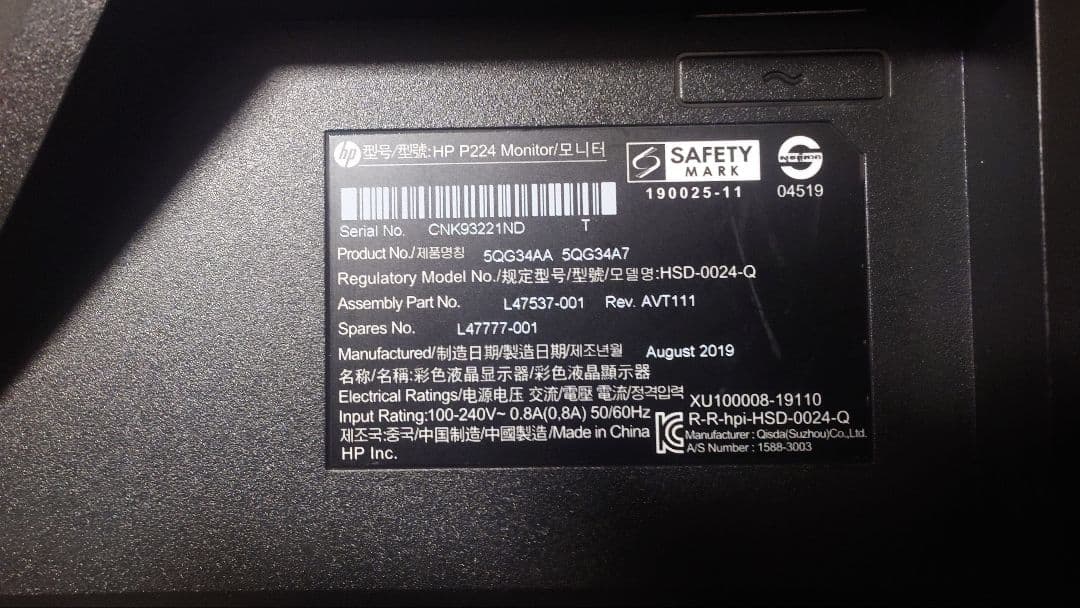 hp 型号/型號:HP P224 Monitor/모니터
SAFETY
MARK
190025-11
04519
Serial No. CNK93221ND T
Product No./제품명칭 5QG34AA 5QG34A7
Regulatory Model No./规定型号/型號/모델명:HSD-0024-Q
Assembly Part No. L47537-001 Rev. AVT111
Spares No. L47777-001
Manufactured/制造日期/製造日期/제조년월 August 2019
名称/名稱:彩色液晶显示器/彩色液晶顯示器
Electrical Ratings/电源电压 交流/電壓 電流/정격입력
Input Rating:100-240V~ 0.8A(0,8A) 50/60Hz
제조국:중국/中国制造/中國製造/Made in China
HP Inc.
XU100008-19110
R-R-hpi-HSD-0024-Q
Manufacturer : Qisda(Suzhou)Co,.Ltd.
A/S Number : 1588-3003